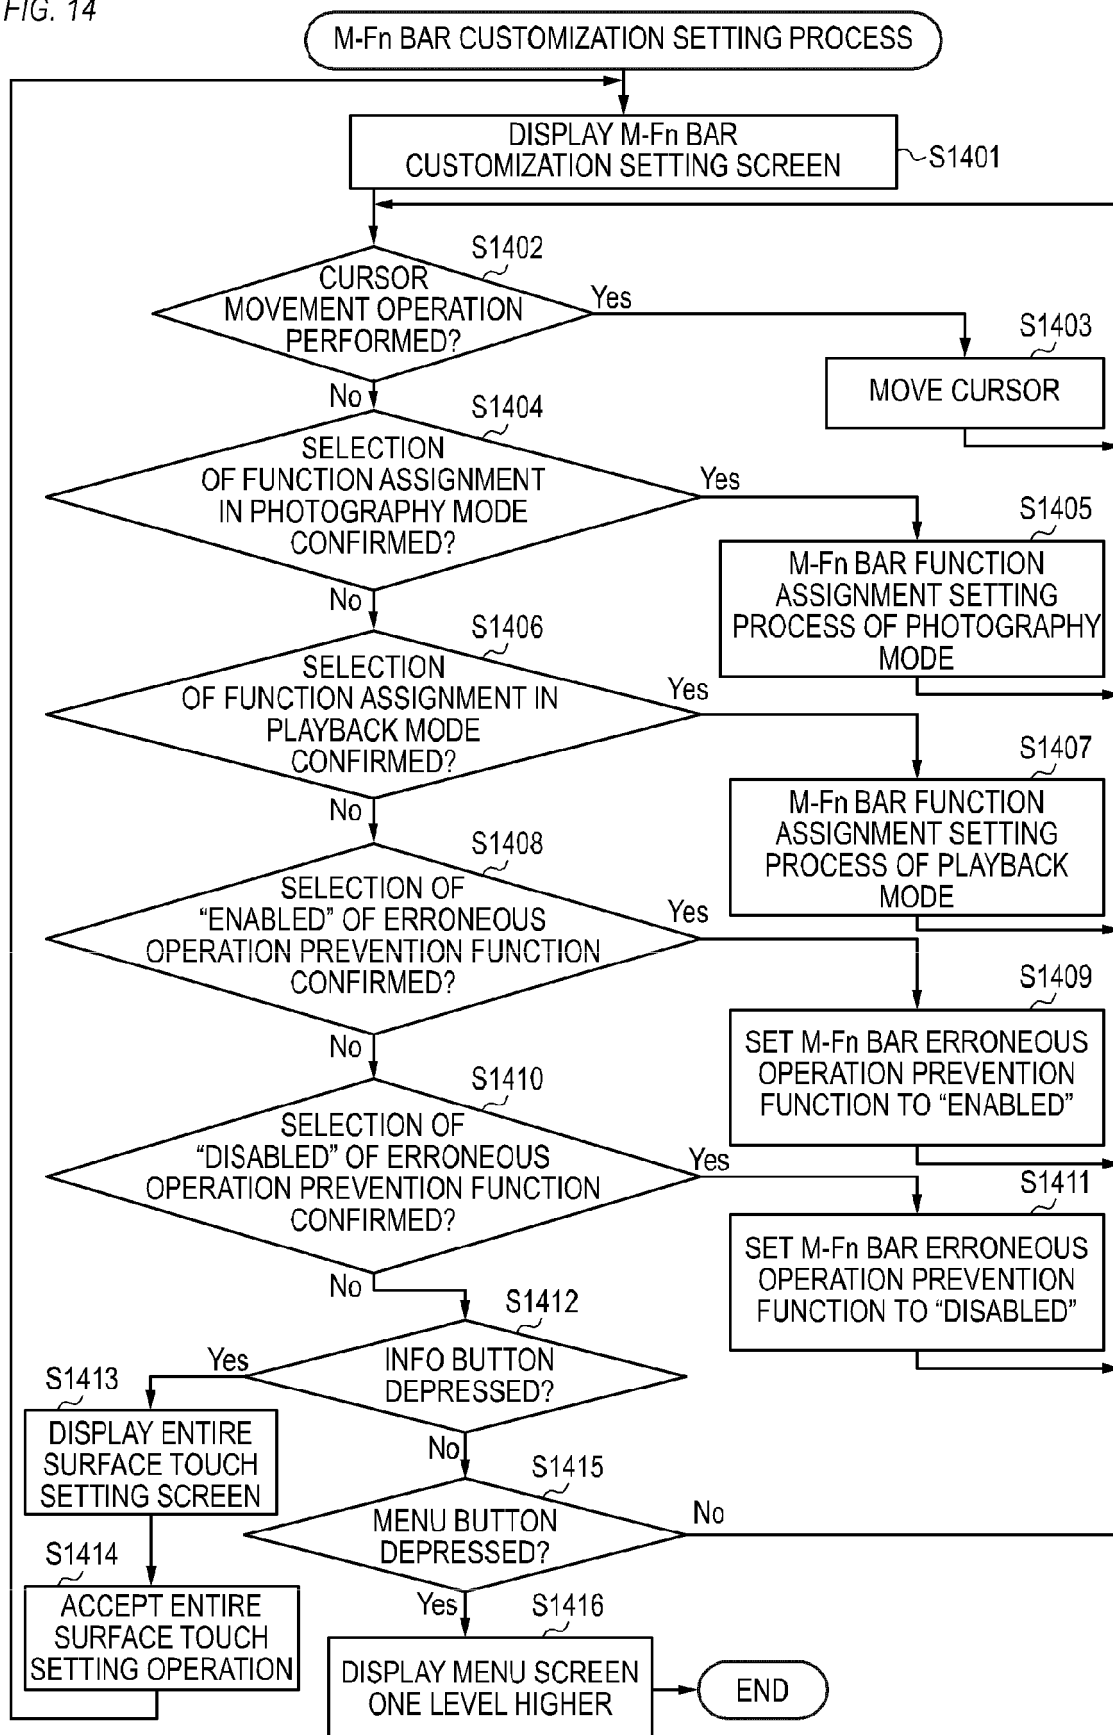 FIG. 14
M-Fn BAR CUSTOMIZATION SETTING PROCESS
DISPLAY M-Fn BAR
CUSTOMIZATION SETTING SCREEN
S1401
S1402
CURSOR
MOVEMENT OPERATION
PERFORMED?
Yes
S1403
MOVE CURSOR
No
S1404
SELECTION
OF FUNCTION ASSIGNMENT
IN PHOTOGRAPHY MODE
CONFIRMED?
Yes
S1405
M-Fn BAR FUNCTION
ASSIGNMENT SETTING
PROCESS OF PHOTOGRAPHY
MODE
No
S1406
SELECTION
OF FUNCTION ASSIGNMENT IN
PLAYBACK MODE
CONFIRMED?
Yes
S1407
M-Fn BAR FUNCTION
ASSIGNMENT SETTING
PROCESS OF PLAYBACK
MODE
No
S1408
SELECTION OF
“ENABLED” OF ERRONEOUS
OPERATION PREVENTION FUNCTION
CONFIRMED?
Yes
S1409
SET M-Fn BAR ERRONEOUS
OPERATION PREVENTION
FUNCTION TO “ENABLED”
No
S1410
SELECTION OF
“DISABLED” OF ERRONEOUS
OPERATION PREVENTION FUNCTION
CONFIRMED?
Yes
S1411
SET M-Fn BAR ERRONEOUS
OPERATION PREVENTION
FUNCTION TO “DISABLED”
No
S1412
INFO BUTTON
DEPRESSED?
Yes
S1413
DISPLAY ENTIRE
SURFACE TOUCH
SETTING SCREEN
S1414
ACCEPT ENTIRE
SURFACE TOUCH
SETTING OPERATION
No
S1415
MENU BUTTON
DEPRESSED?
No
Yes
S1416
DISPLAY MENU SCREEN
ONE LEVEL HIGHER
END